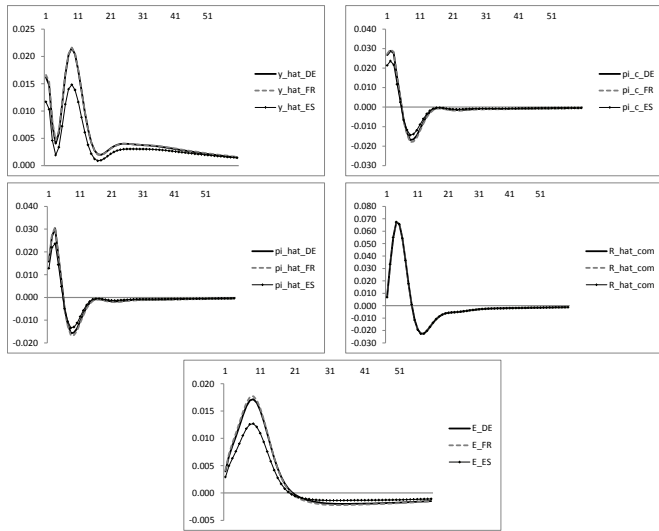 1 11 21 31 41 51
0.025
0.020
0.015
0.010
0.005
0.000
y_hat_DE
y_hat_FR
y_hat_ES
1 11 21 31 41 51
0.040
0.030
0.020
0.010
0.000
-0.010
-0.020
-0.030
pi_c_DE
pi_c_FR
pi_c_ES
1 11 21 31 41 51
0.040
0.030
0.020
0.010
0.000
-0.010
-0.020
pi_hat_DE
pi_hat_FR
pi_hat_ES
1 11 21 31 41 51
0.080
0.070
0.060
0.050
0.040
0.030
0.020
0.010
0.000
-0.010
-0.020
-0.030
R_hat_com
R_hat_com
R_hat_com
1 11 21 31 41 51
0.020
0.015
0.010
0.005
0.000
-0.005
E_DE
E_FR
E_ES